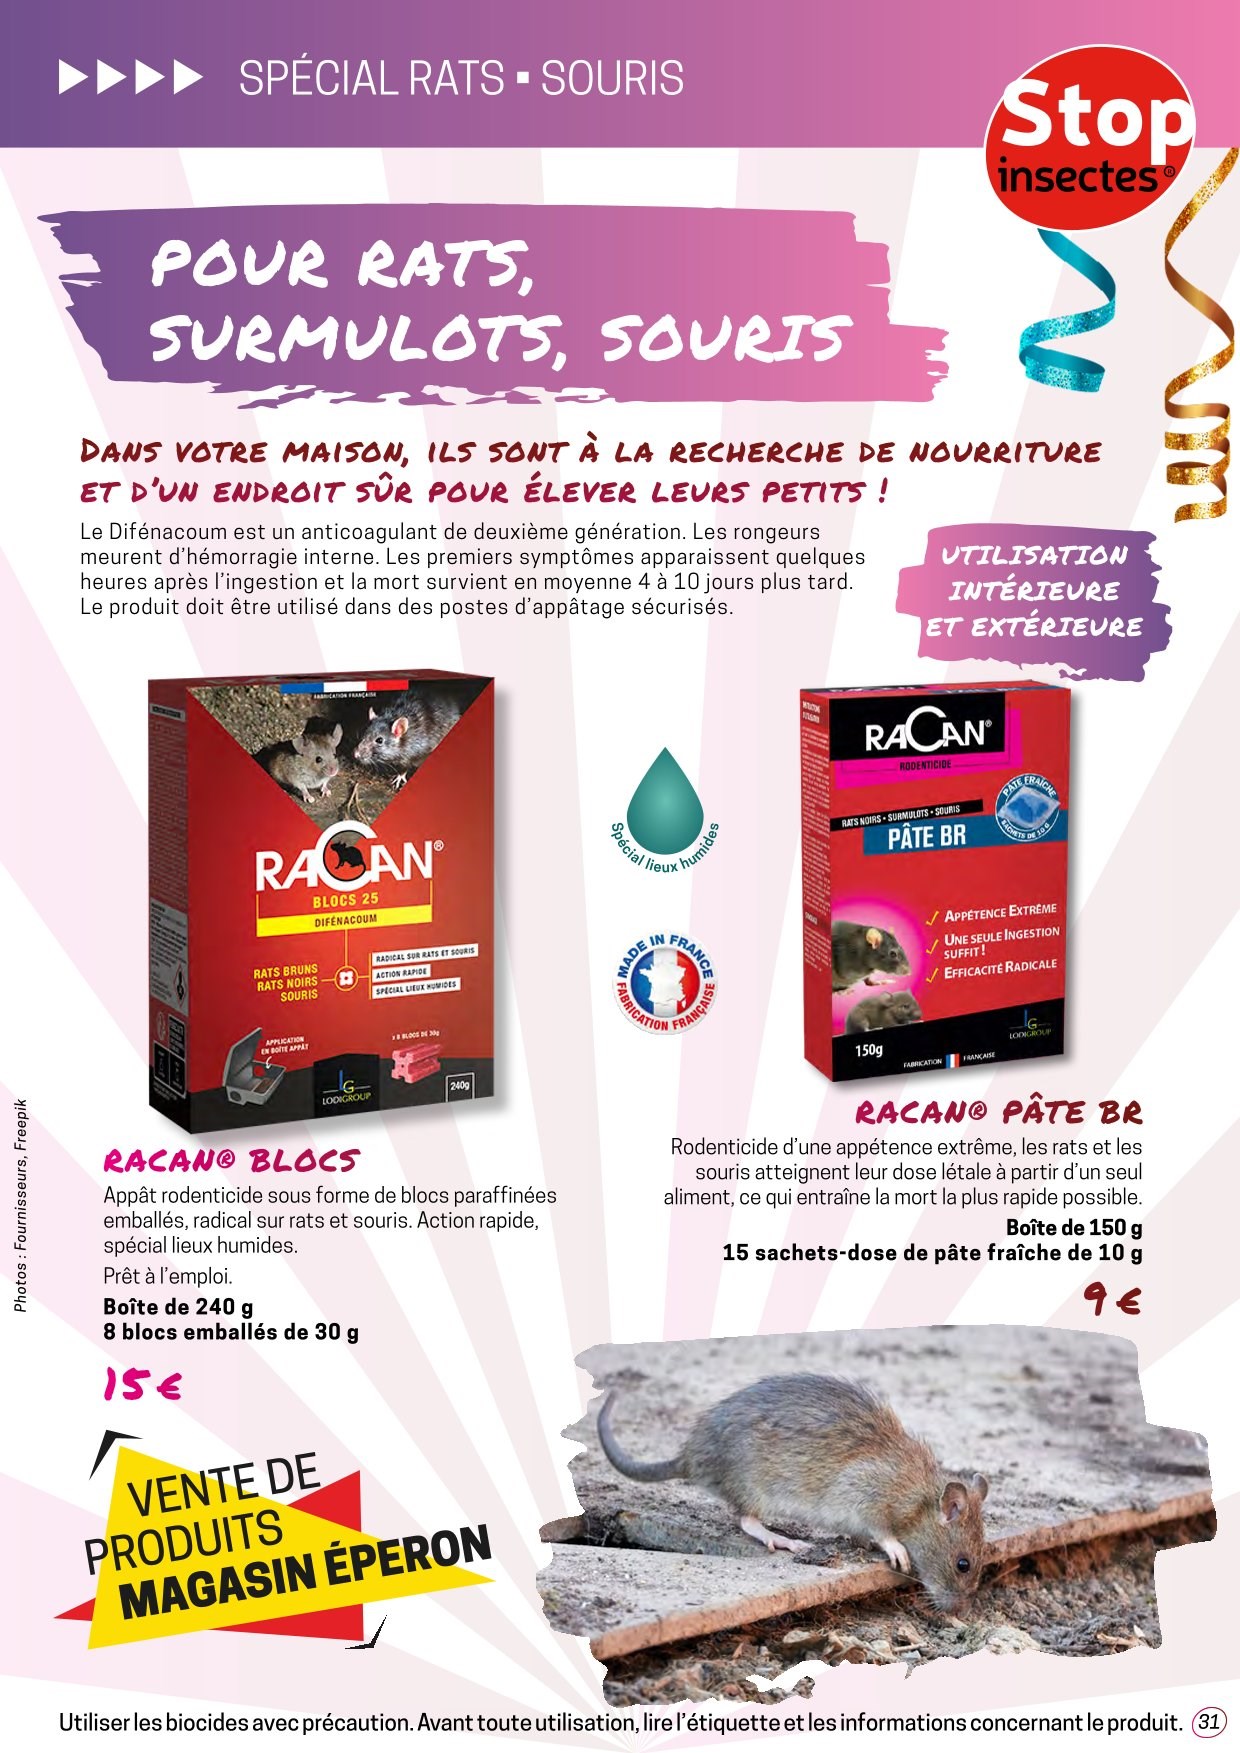 SPÉCIAL RATS ▪ SOURIS
Stop
insectes®
POUR RATS,
SURMULOTS, SOURIS
DANS VOTRE MAISON, ILS SONT À LA RECHERCHE DE NOURRITURE
ET D'UN ENDROIT SÛR POUR ÉLEVER LEURS PETITS !
Le Difénacoum est un anticoagulant de deuxième génération. Les rongeurs
meurent d'hémorragie interne. Les premiers symptômes apparaissent quelques
heures après l'ingestion et la mort survient en moyenne 4 à 10 jours plus tard.
Le produit doit être utilisé dans des postes d'appâtage sécurisés.
UTILISATION
INTÉRIEURE
ET EXTÉRIEURE
FABRICATION FRANÇAISE
RACAN®
BLOCS 25
DIFÉNACOUM
RATS BRUNS
RATS NOIRS
SOURIS
RADICAL SUR RATS ET SOURIS
ACTION RAPIDE
SPÉCIAL LIEUX HUMIDES
APPLICATION
EN BOÎTE APPÂT
x 8 BLOCS DE 30g
LG
LODIGROUP
240g
Spécial lieux humides
MADE IN FRANCE
FABRICATION FRANÇAISE
RACAN®
RODENTICIDE
PÂTE FRAÎCHE
SACHETS DE 10 G
RATS NOIRS • SURMULOTS • SOURIS
PÂTE BR
APPÉTENCE EXTRÊME
UNE SEULE INGESTION
SUFFIT !
EFFICACITÉ RADICALE
LG
LODIGROUP
150g
FABRICATION FRANÇAISE
RACAN® BLOCS
Appât rodenticide sous forme de blocs paraffinées
emballés, radical sur rats et souris. Action rapide,
spécial lieux humides.
Prêt à l'emploi.
Boîte de 240 g
8 blocs emballés de 30 g
15 €
RACAN® PÂTE BR
Rodenticide d'une appétence extrême, les rats et les
souris atteignent leur dose létale à partir d'un seul
aliment, ce qui entraîne la mort la plus rapide possible.
Boîte de 150 g
15 sachets-dose de pâte fraîche de 10 g
9 €
Photos : Fournisseurs, Freepik
VENTE DE
PRODUITS
MAGASIN ÉPERON
Utiliser les biocides avec précaution. Avant toute utilisation, lire l'étiquette et les informations concernant le produit.
31